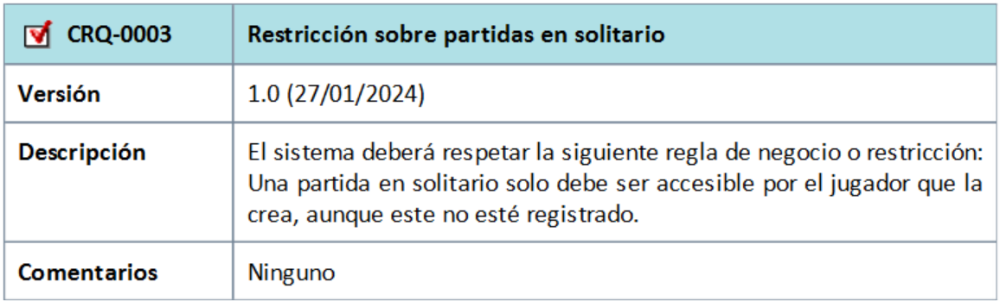 CRQ-0003 Restricción sobre partidas en solitario
Versión 1.0 (27/01/2024)
Descripción El sistema deberá respetar la siguiente regla de negocio o restricción:
Una partida en solitario solo debe ser accesible por el jugador que la
crea, aunque este no esté registrado.
Comentarios Ninguno